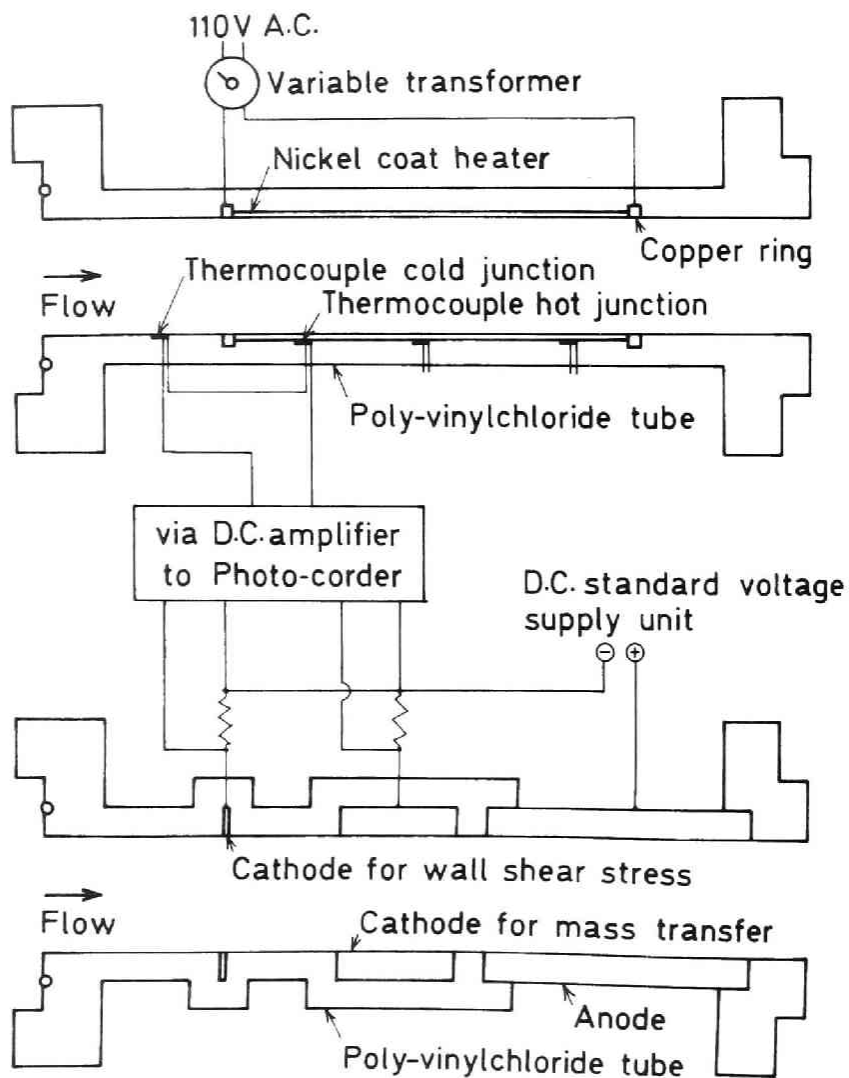 110V A.C.
Variable transformer
Nickel coat heater
Copper ring
Thermocouple cold junction
Flow
Thermocouple hot junction
Poly-vinylchloride tube
via D.C. amplifier
to Photo-corder
D.C. standard voltage
supply unit
⊖ ⊕
Cathode for wall shear stress
Flow
Cathode for mass transfer
Anode
Poly-vinylchloride tube